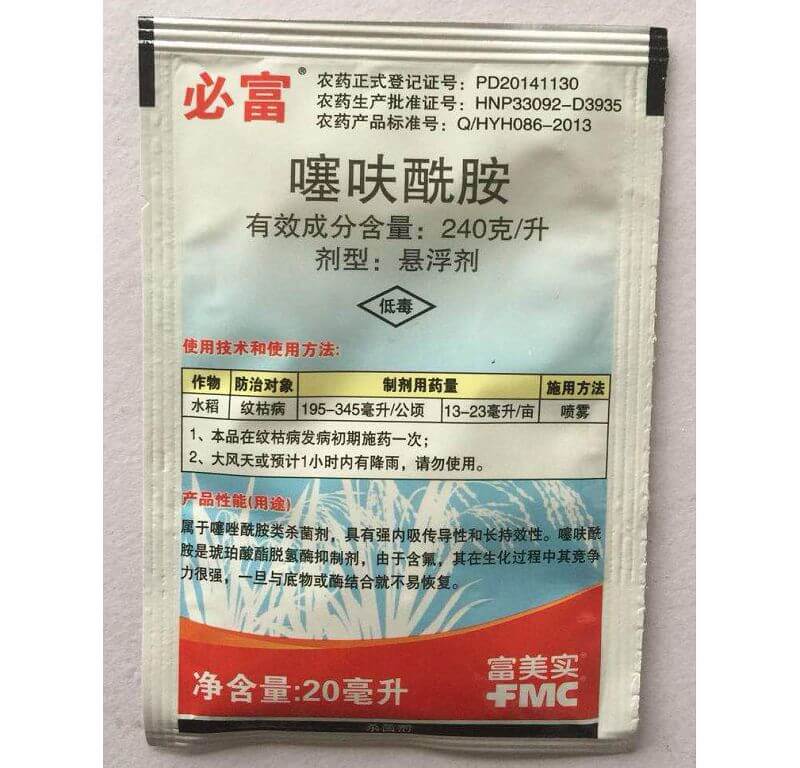 必富®
农药正式登记证号：PD20141130
农药生产批准证号：HNP33092-D3935
农药产品标准号：Q/HYH086-2013
噻呋酰胺
有效成分含量：240克/升
剂型：悬浮剂
低毒
使用技术和使用方法:
作物 防治对象 制剂用药量 施用方法
水稻 纹枯病 195-345毫升/公顷 13-23毫升/亩 喷雾
1、本品在纹枯病发病初期施药一次；
2、大风天或预计1小时内有降雨，请勿使用。
产品性能(用途)
属于噻唑酰胺类杀菌剂，具有强内吸传导性和长持效性。噻呋酰
胺是琥珀酸酯脱氢酶抑制剂，由于含氟，其在生化过程中其竞争
力很强，一旦与底物或酶结合就不易恢复。
净含量:20毫升
富美实
FMC
杀菌剂